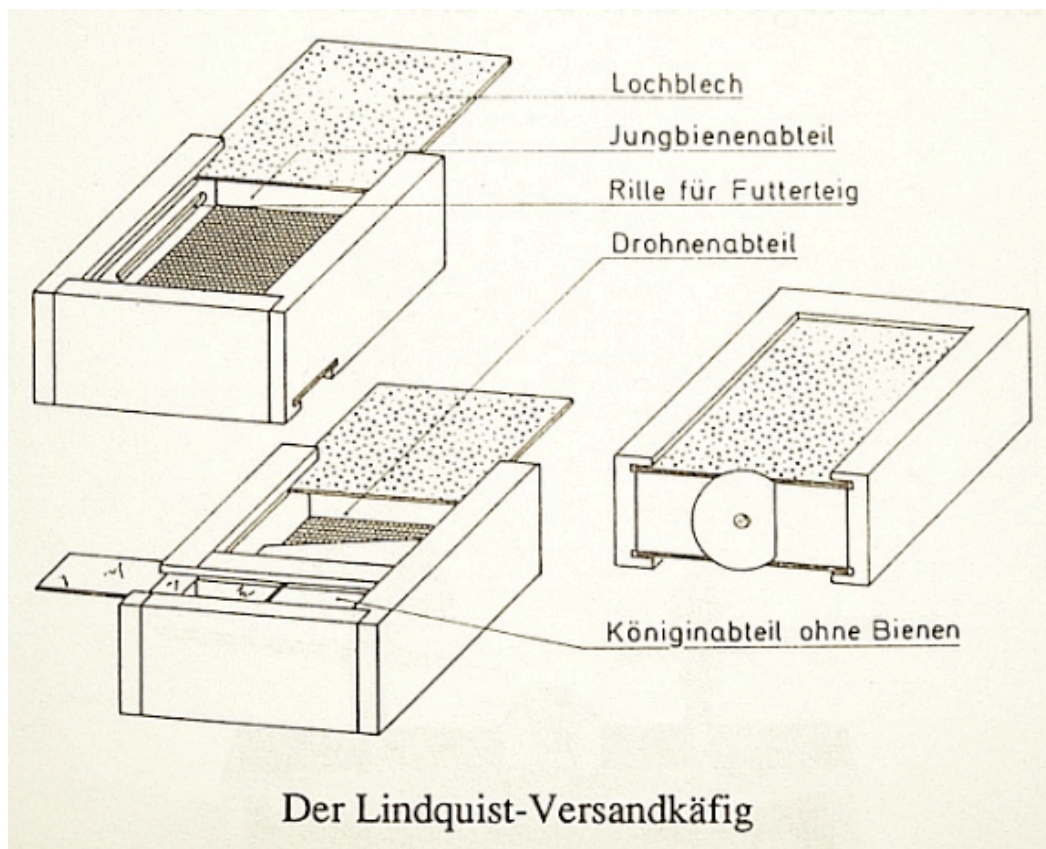 Lochblech
Jungbienenabteil
Rille für Futterteig
Drohnenabteil
Königinabteil ohne Bienen
Der Lindquist-Versandkäfig